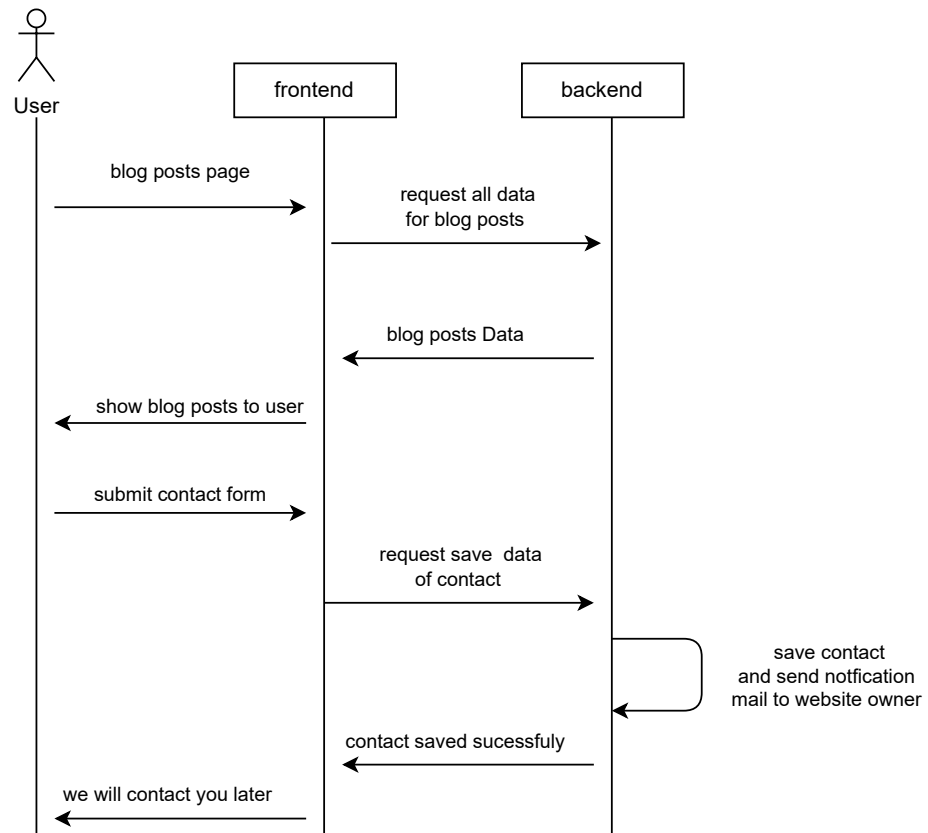 User
frontend
backend
blog posts page
request all data
for blog posts
blog posts Data
show blog posts to user
submit contact form
request save  data
of contact
save contact
and send notfication
mail to website owner
contact saved sucessfuly
we will contact you later